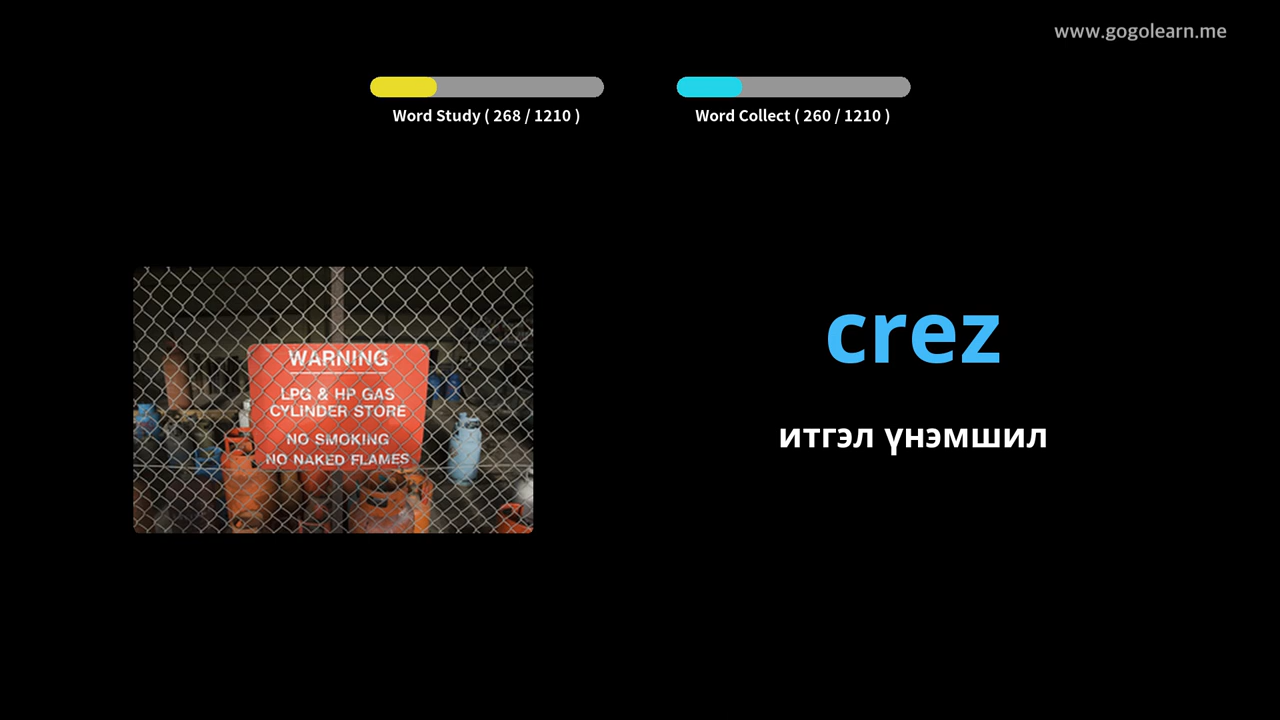 www.gogolearn.me
Word Study ( 268 / 1210 )
Word Collect ( 260 / 1210 )
WARNING
LPG & HP GAS
CYLINDER STORE
NO SMOKING
NO NAKED FLAMES
crez
итгэл үнэмшил